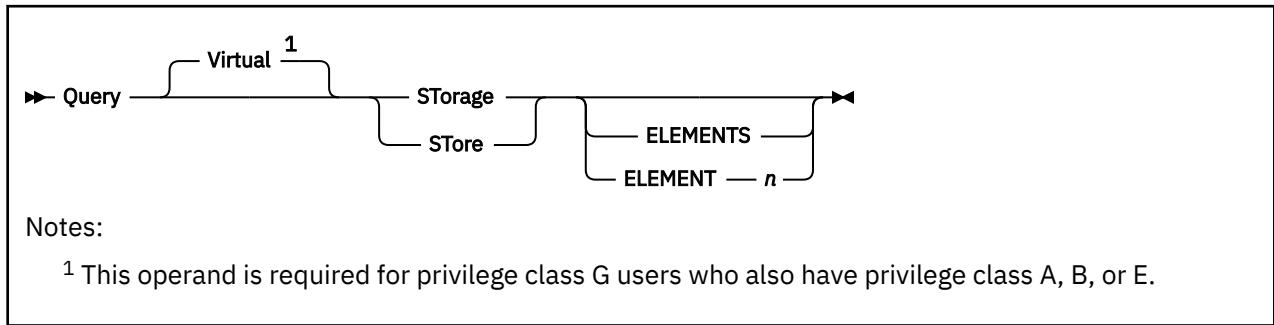 Virtual 1
Query STorage
STore
ELEMENTS
ELEMENT n
Notes:
1 This operand is required for privilege class G users who also have privilege class A, B, or E.